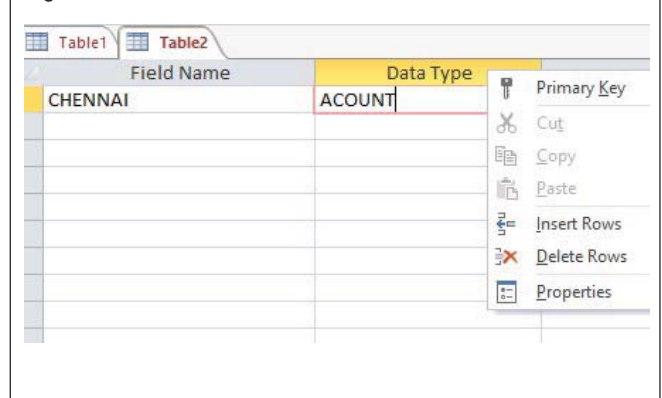 Table1 Table2
Field Name Data Type
CHENNAI ACOUNT
Primary Key
Cut
Copy
Paste
Insert Rows
Delete Rows
Properties